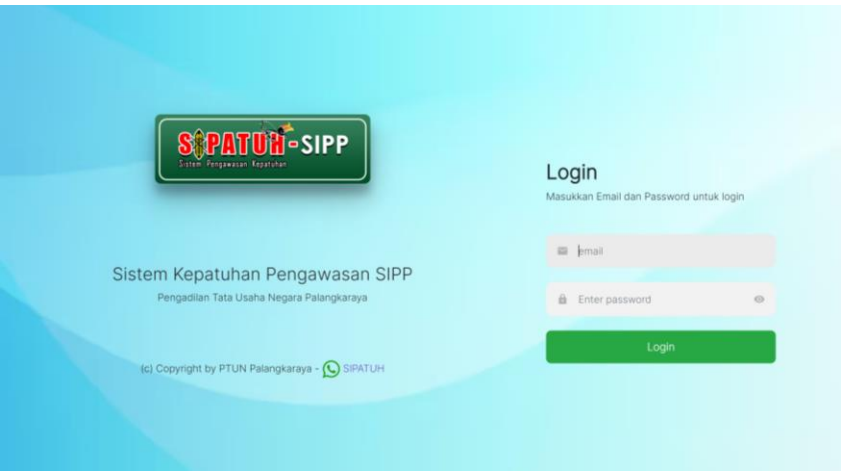 SIPATUH-SIPP
Sistem Pengawasan Kepatuhan
Sistem Kepatuhan Pengawasan SIPP
Pengadilan Tata Usaha Negara Palangkaraya
(c) Copyright by PTUN Palangkaraya - SIPATUH
Login
Masukkan Email dan Password untuk login
email
Enter password
Login